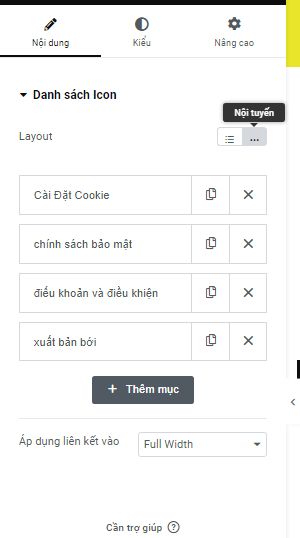 Nội dung
Kiểu
Nâng cao
Danh sách Icon
Nội tuyến
Layout
Cài Đặt Cookie
chính sách bảo mật
điều khoản và điều khiện
xuất bản bởi
+ Thêm mục
Áp dụng liên kết vào
Full Width
Cần trợ giúp